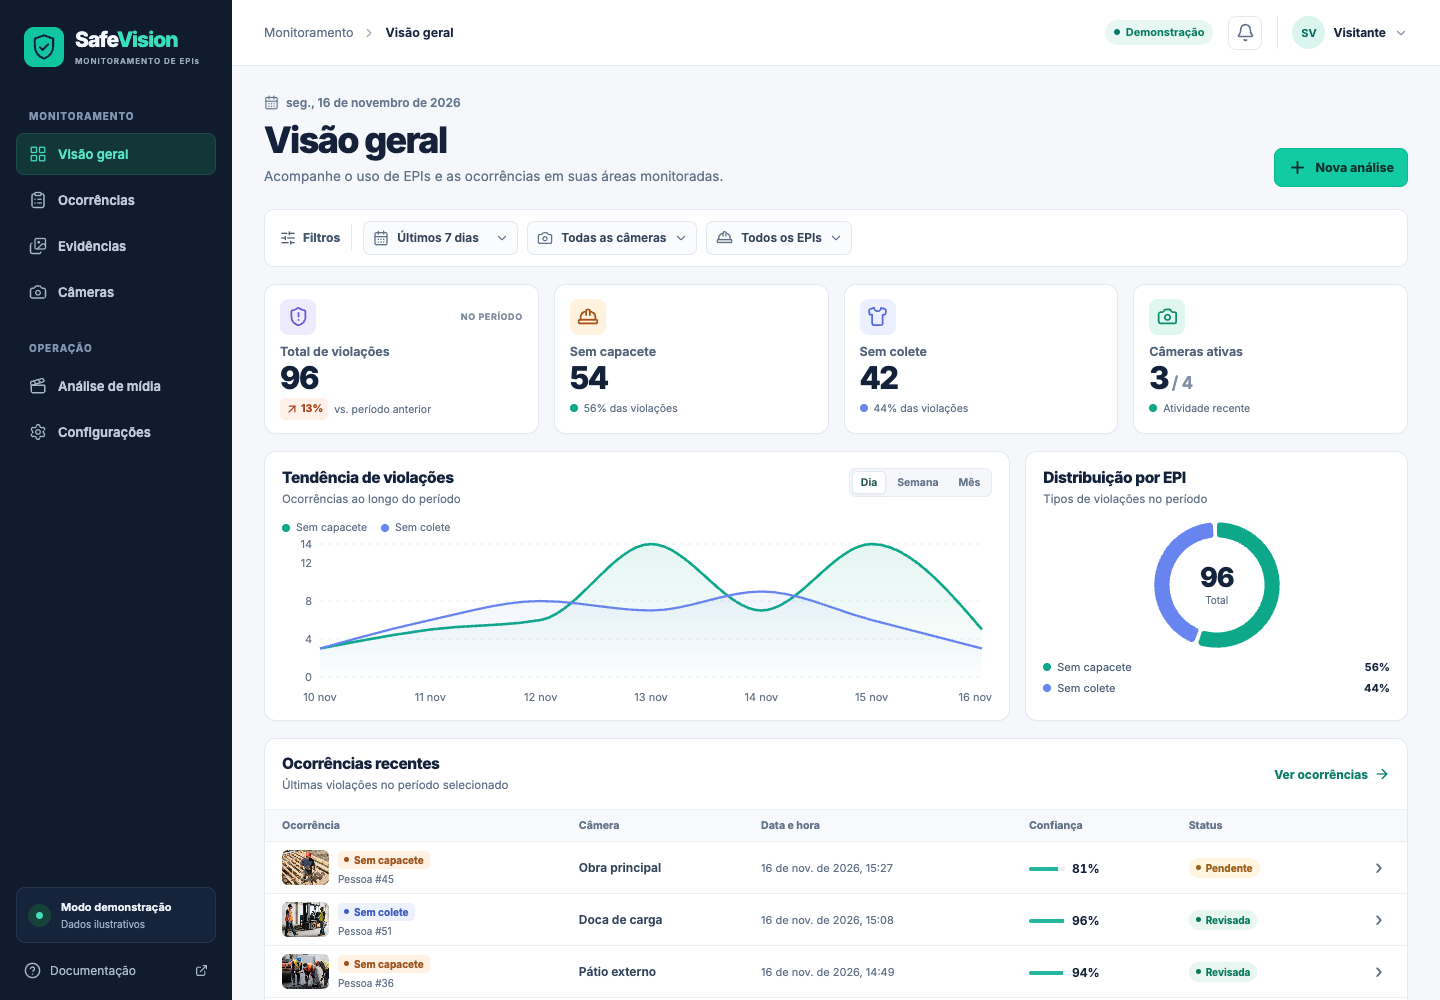 SafeVision
MONITORAMENTO DE EPIs
MONITORAMENTO
Visão geral
Ocorrências
Evidências
Câmeras
OPERAÇÃO
Análise de mídia
Configurações
Modo demonstração
Dados ilustrativos
Documentação
Monitoramento > Visão geral
Demonstração
SV Visitante
seg., 16 de novembro de 2026
Visão geral
Acompanhe o uso de EPIs e as ocorrências em suas áreas monitoradas.
Nova análise
Filtros Últimos 7 dias Todas as câmeras Todos os EPIs
NO PERÍODO
Total de violações
96
13% vs. período anterior
Sem capacete
54
56% das violações
Sem colete
42
44% das violações
Câmeras ativas
3 / 4
Atividade recente
Tendência de violações
Ocorrências ao longo do período
Dia Semana Mês
Sem capacete Sem colete
14
12
8
4
0
10 nov 11 nov 12 nov 13 nov 14 nov 15 nov 16 nov
Distribuição por EPI
Tipos de violações no período
96
Total
Sem capacete 56%
Sem colete 44%
Ocorrências recentes
Últimas violações no período selecionado
Ver ocorrências
Ocorrência Câmera Data e hora Confiança Status
Sem capacete
Pessoa #45
Obra principal 16 de nov. de 2026, 15:27 81% Pendente
Sem colete
Pessoa #51
Doca de carga 16 de nov. de 2026, 15:08 96% Revisada
Sem capacete
Pessoa #36
Pátio externo 16 de nov. de 2026, 14:49 94% Revisada